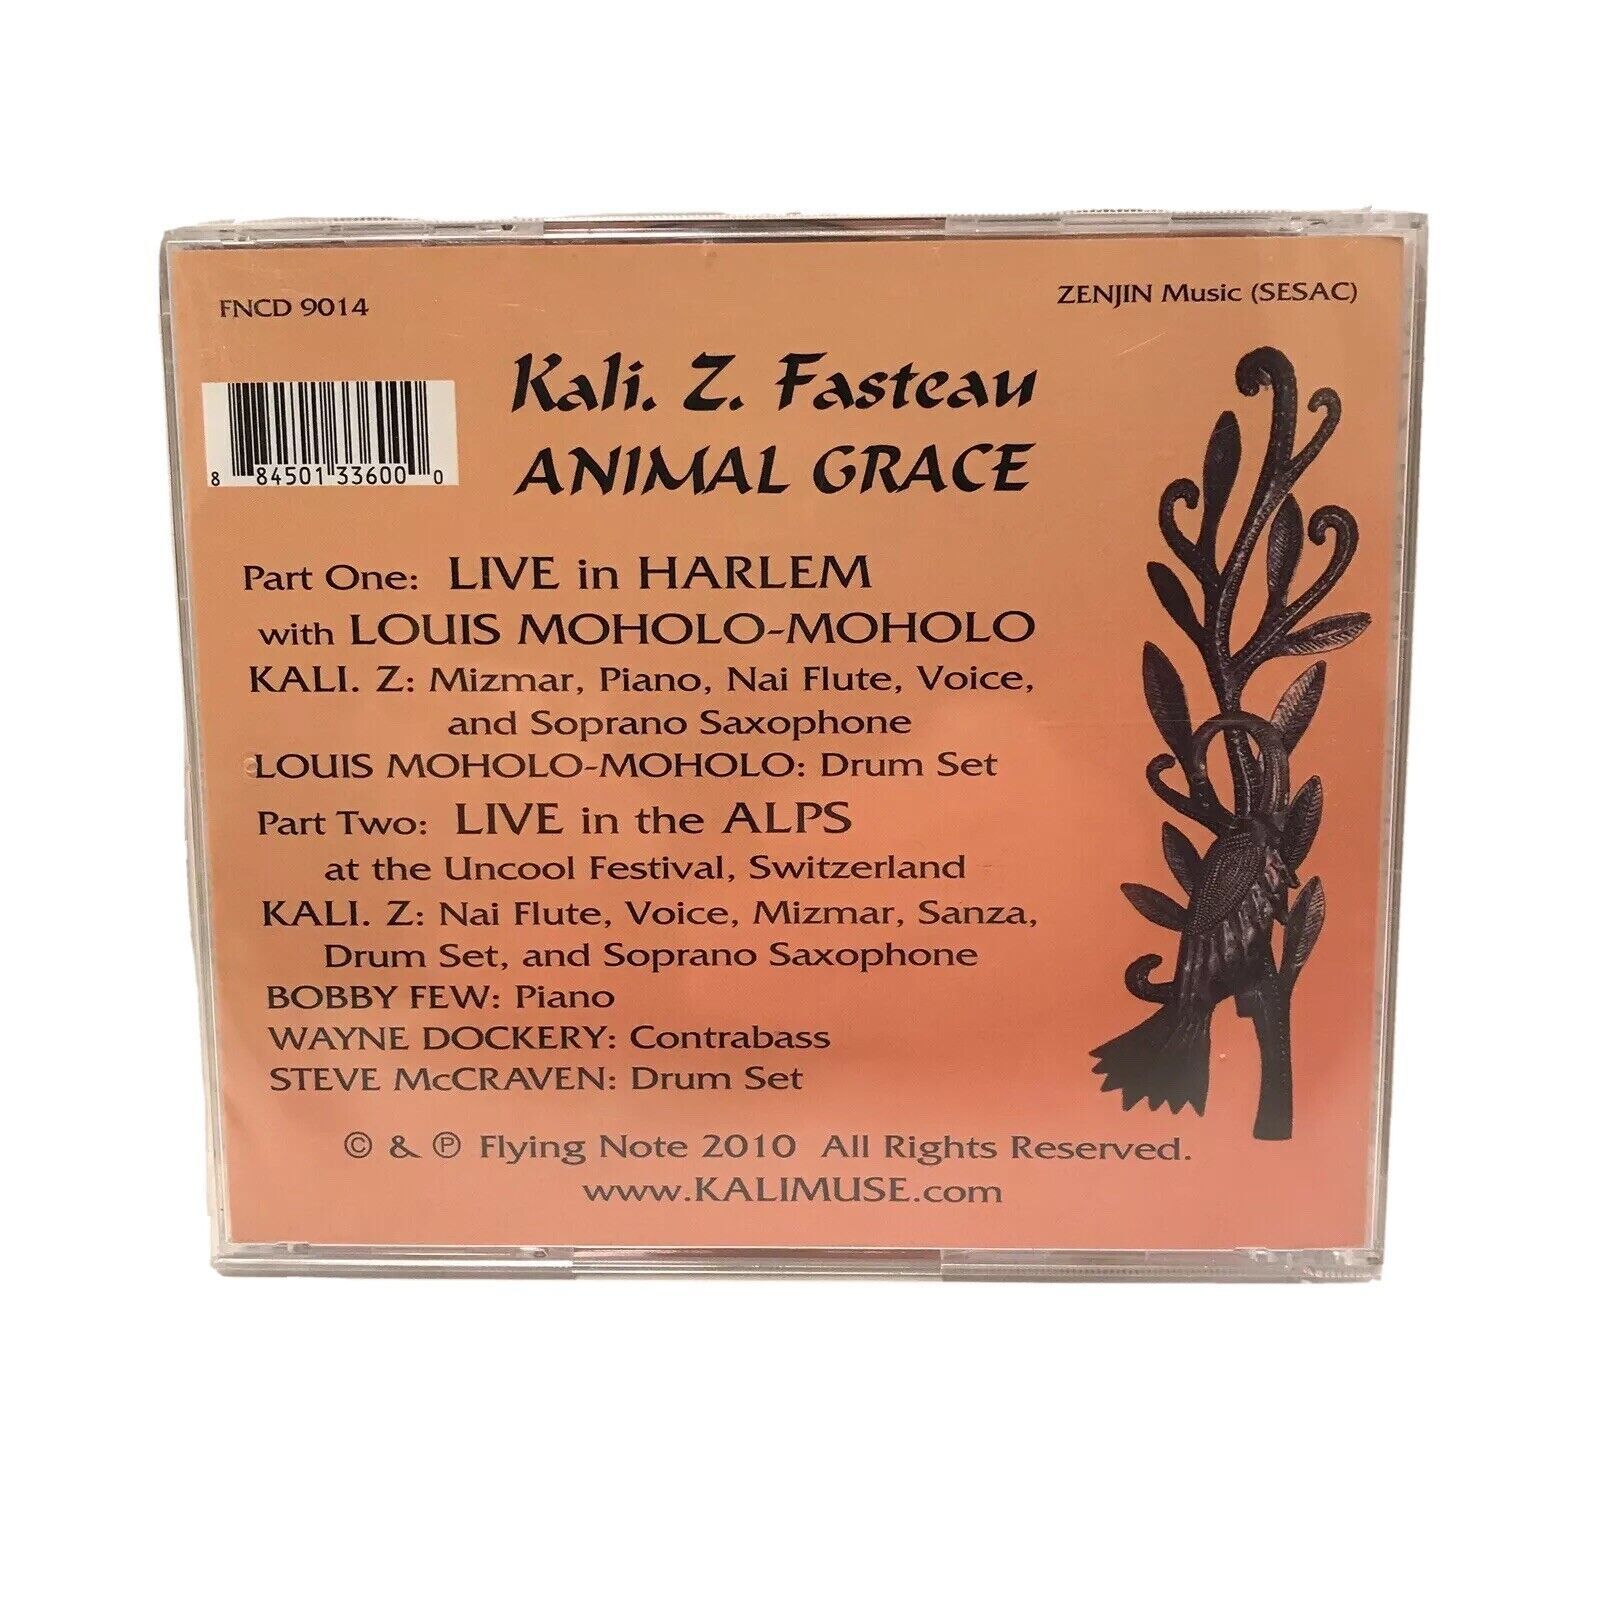 FNCD 9014
ZENJIN Music (SESAC)
8 84501 33600 0
Kali. Z. Fasteau
ANIMAL GRACE
Part One: LIVE in HARLEM
with LOUIS MOHOLO-MOHOLO
KALI. Z: Mizmar, Piano, Nai Flute, Voice,
and Soprano Saxophone
LOUIS MOHOLO-MOHOLO: Drum Set
Part Two: LIVE in the ALPS
at the Uncool Festival, Switzerland
KALI. Z: Nai Flute, Voice, Mizmar, Sanza,
Drum Set, and Soprano Saxophone
BOBBY FEW: Piano
WAYNE DOCKERY: Contrabass
STEVE McCRAVEN: Drum Set
© & ℗ Flying Note 2010 All Rights Reserved.
www.KALIMUSE.com